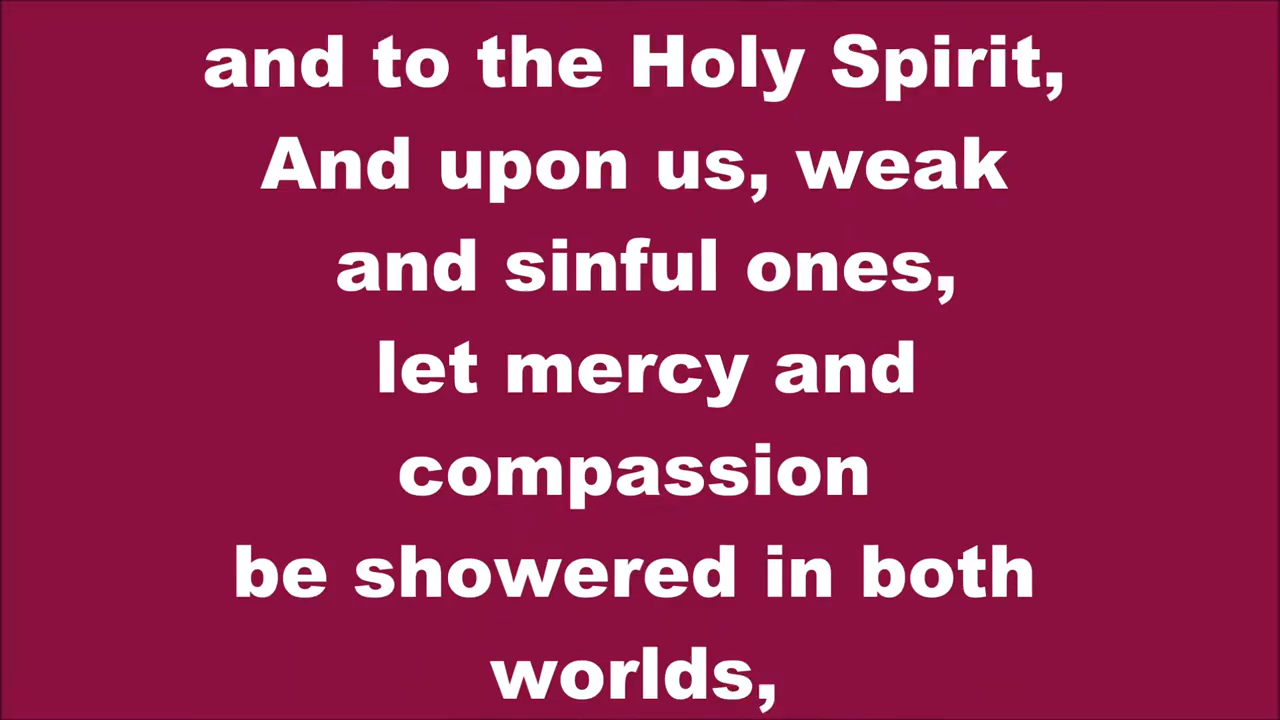 and to the Holy Spirit,
And upon us, weak
and sinful ones,
let mercy and
compassion
be showered in both
worlds,